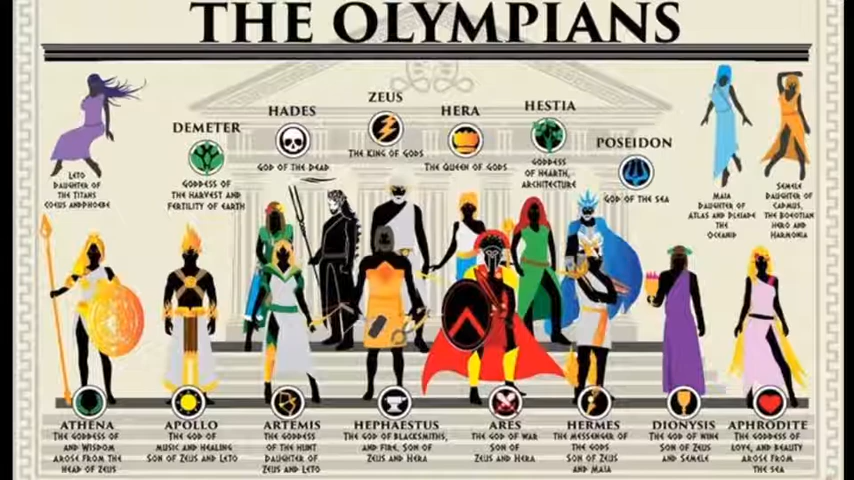 THE OLYMPIANS
ZEUS
THE KING OF GODS
HADES
GOD OF THE DEAD
HERA
THE QUEEN OF GODS
HESTIA
GODDESS
OF HEARTH,
ARCHITECTURE
DEMETER
GODDESS OF
THE HARVEST AND
FERTILITY OF EARTH
POSEIDON
GOD OF THE SEA
LETO
DAUGHTER OF
THE TITANS
COEUS ANDPHOEBE
MAIA
DAUGHTER OF
ATLAS AND PLEIADE
THE
OCEANID
SEMELE
DAUGHTER OF
CADMUS,
THE BOEOTIAN
HERO AND
HARMONIA
ATHENA
THE GODDESS OF
AND WISDOM
AROSE FROM THE
HEAD OF ZEUS
APOLLO
THE GOD OF
MUSIC AND HEALING
SON OF ZEUS AND LETO
ARTEMIS
THE GODDESS
OF THE HUNT
DAUGHTER OF
ZEUS AND LETO
HEPHAESTUS
THE GOD OF BLACKSMITHS,
AND FIRE, SON OF
ZEUS AND HERA
ARES
THE GOD OF WAR
SON OF
ZEUS AND HERA
HERMES
THE MESSENGER OF
THE GODS
SON OF ZEUS
AND MAIA
DIONYSIS
THE GOD OF WINE
SON OF ZEUS
AND SEMELE
APHRODITE
THE GODDESS OF
LOVE, AND BEAUTY
AROSE FROM
THE SEA